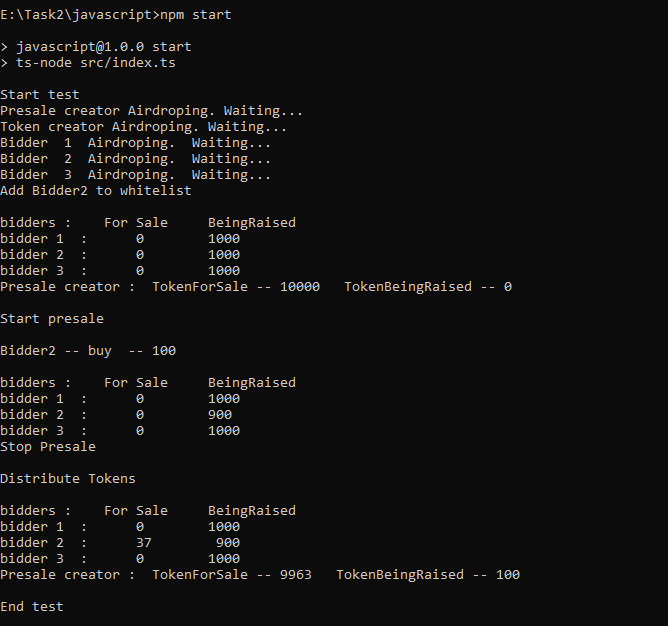 E:\Task2\javascript>npm start
> javascript@1.0.0 start
> ts-node src/index.ts
Start test
Presale creator Airdroping. Waiting...
Token creator Airdroping. Waiting...
Bidder  1  Airdroping.  Waiting...
Bidder  2  Airdroping.  Waiting...
Bidder  3  Airdroping.  Waiting...
Add Bidder2 to whitelist
bidders :    For Sale     BeingRaised
bidder 1  :      0        1000
bidder 2  :      0        1000
bidder 3  :      0        1000
Presale creator :  TokenForSale -- 10000   TokenBeingRaised -- 0
Start presale
Bidder2 -- buy  -- 100
bidders :    For Sale     BeingRaised
bidder 1  :      0        1000
bidder 2  :      0        900
bidder 3  :      0        1000
Stop Presale
Distribute Tokens
bidders :    For Sale     BeingRaised
bidder 1  :      0        1000
bidder 2  :      37        900
bidder 3  :      0        1000
Presale creator :  TokenForSale -- 9963   TokenBeingRaised -- 100
End test